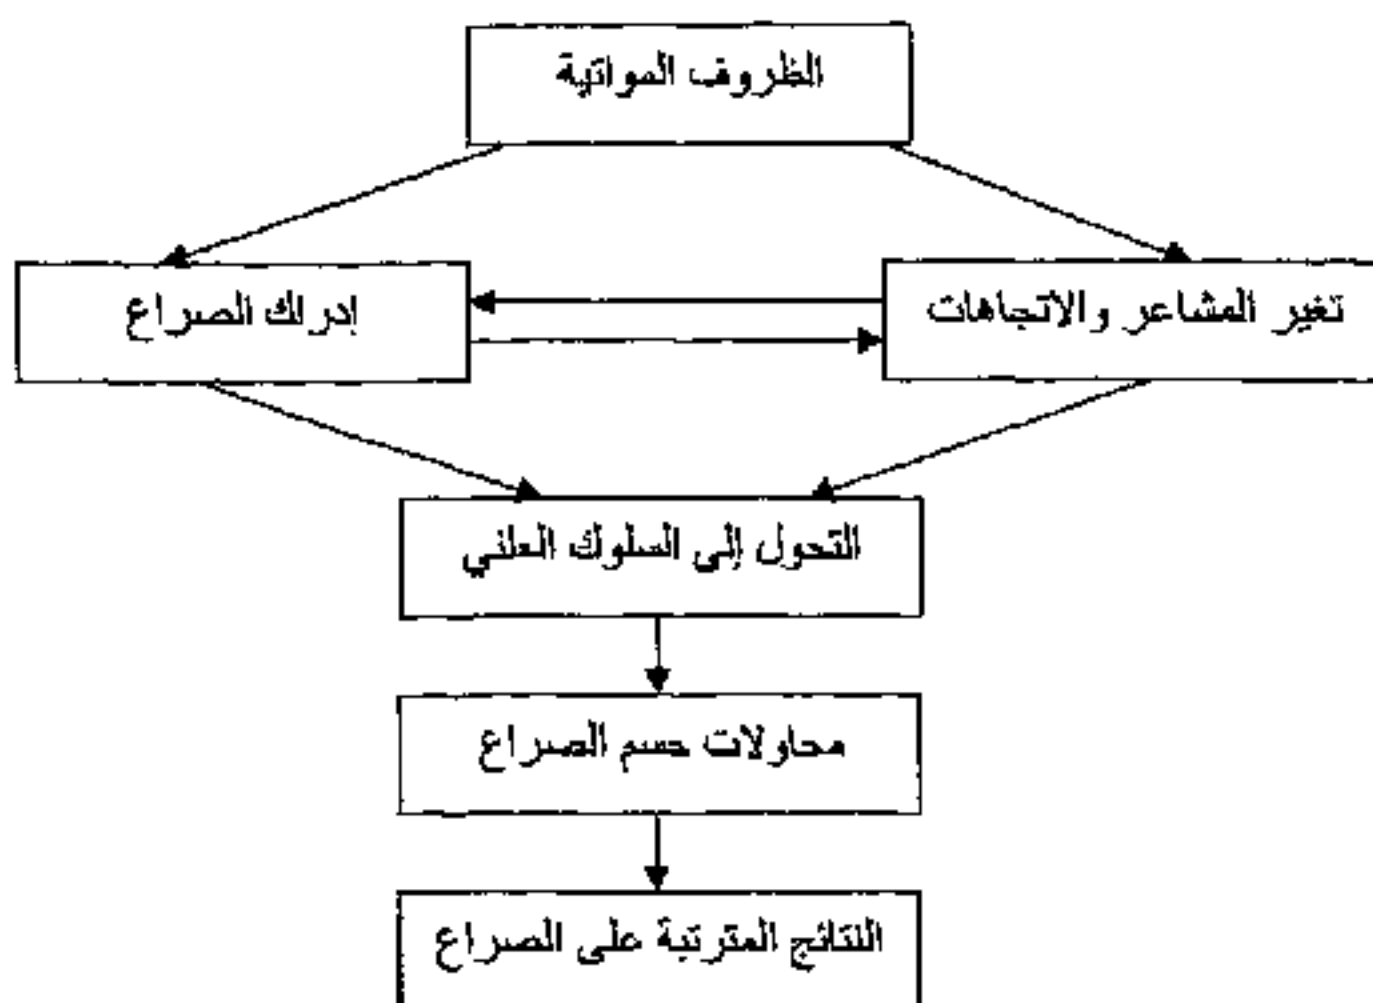 الظروف المواتية
تغير المشاعر والاتجاهات
إدراك الصراع
التحول إلى السلوك العلني
محاولات حسم الصراع
النتائج المترتبة على الصراع